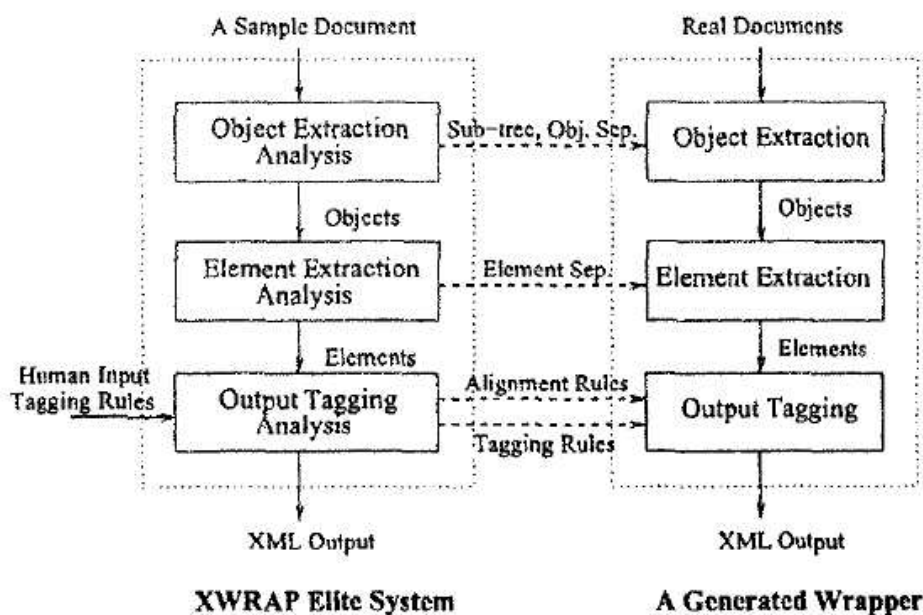 A Sample Document
Real Documents
Object Extraction
Analysis
Sub-tree, Obj. Sep.
Object Extraction
Objects
Objects
Element Extraction
Analysis
Element Sep.
Element Extraction
Elements
Elements
Human Input
Tagging Rules
Output Tagging
Analysis
Alignment Rules
Tagging Rules
Output Tagging
XML Output
XML Output
XWRAP Elite System
A Generated Wrapper